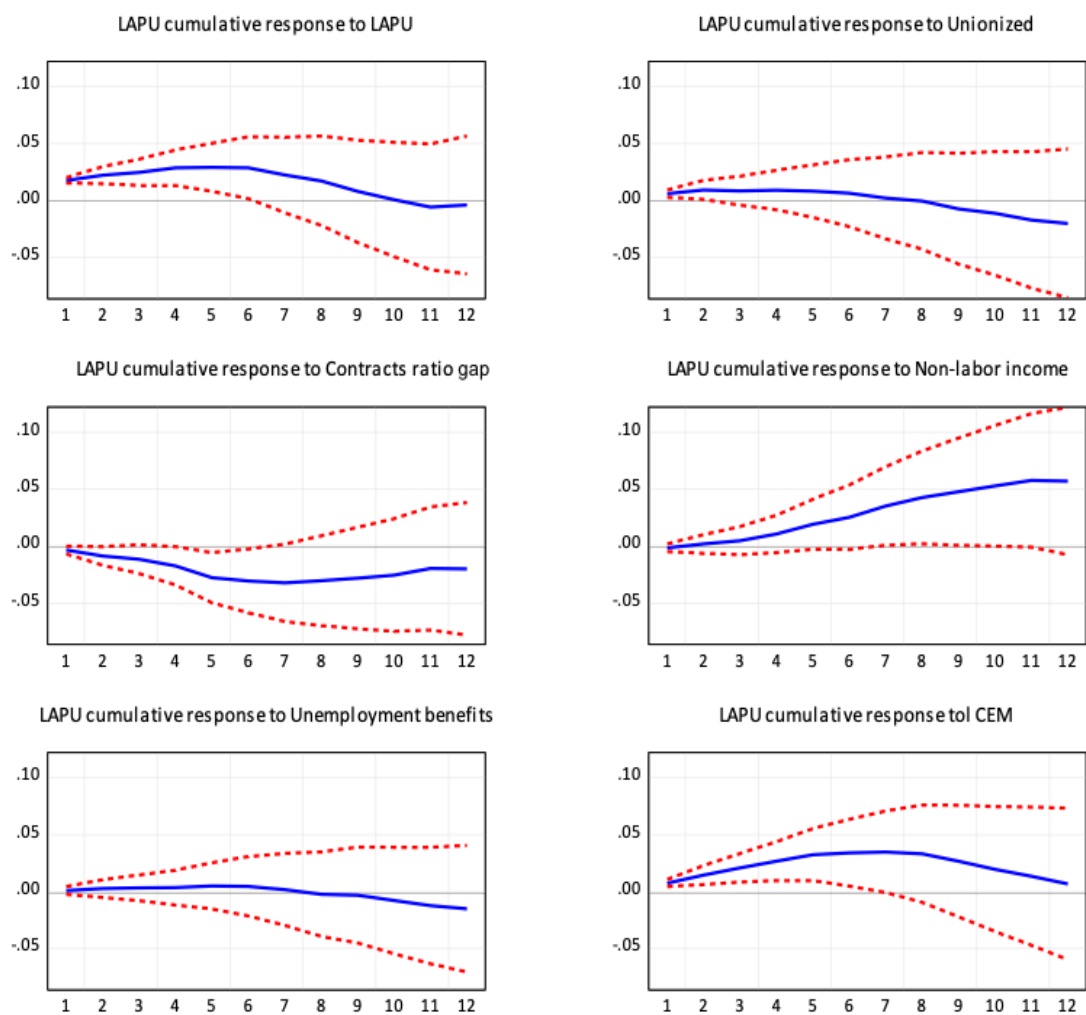 LAPU cumulative response to LAPU
.10
.05
.00
-.05
1 2 3 4 5 6 7 8 9 10 11 12
LAPU cumulative response to Unionized
.10
.05
.00
-.05
1 2 3 4 5 6 7 8 9 10 11 12
LAPU cumulative response to Contracts ratio gap
.10
.05
.00
-.05
1 2 3 4 5 6 7 8 9 10 11 12
LAPU cumulative response to Non-labor income
.10
.05
.00
-.05
1 2 3 4 5 6 7 8 9 10 11 12
LAPU cumulative response to Unemployment benefits
.10
.05
.00
-.05
1 2 3 4 5 6 7 8 9 10 11 12
LAPU cumulative response tol CEM
.10
.05
.00
-.05
1 2 3 4 5 6 7 8 9 10 11 12